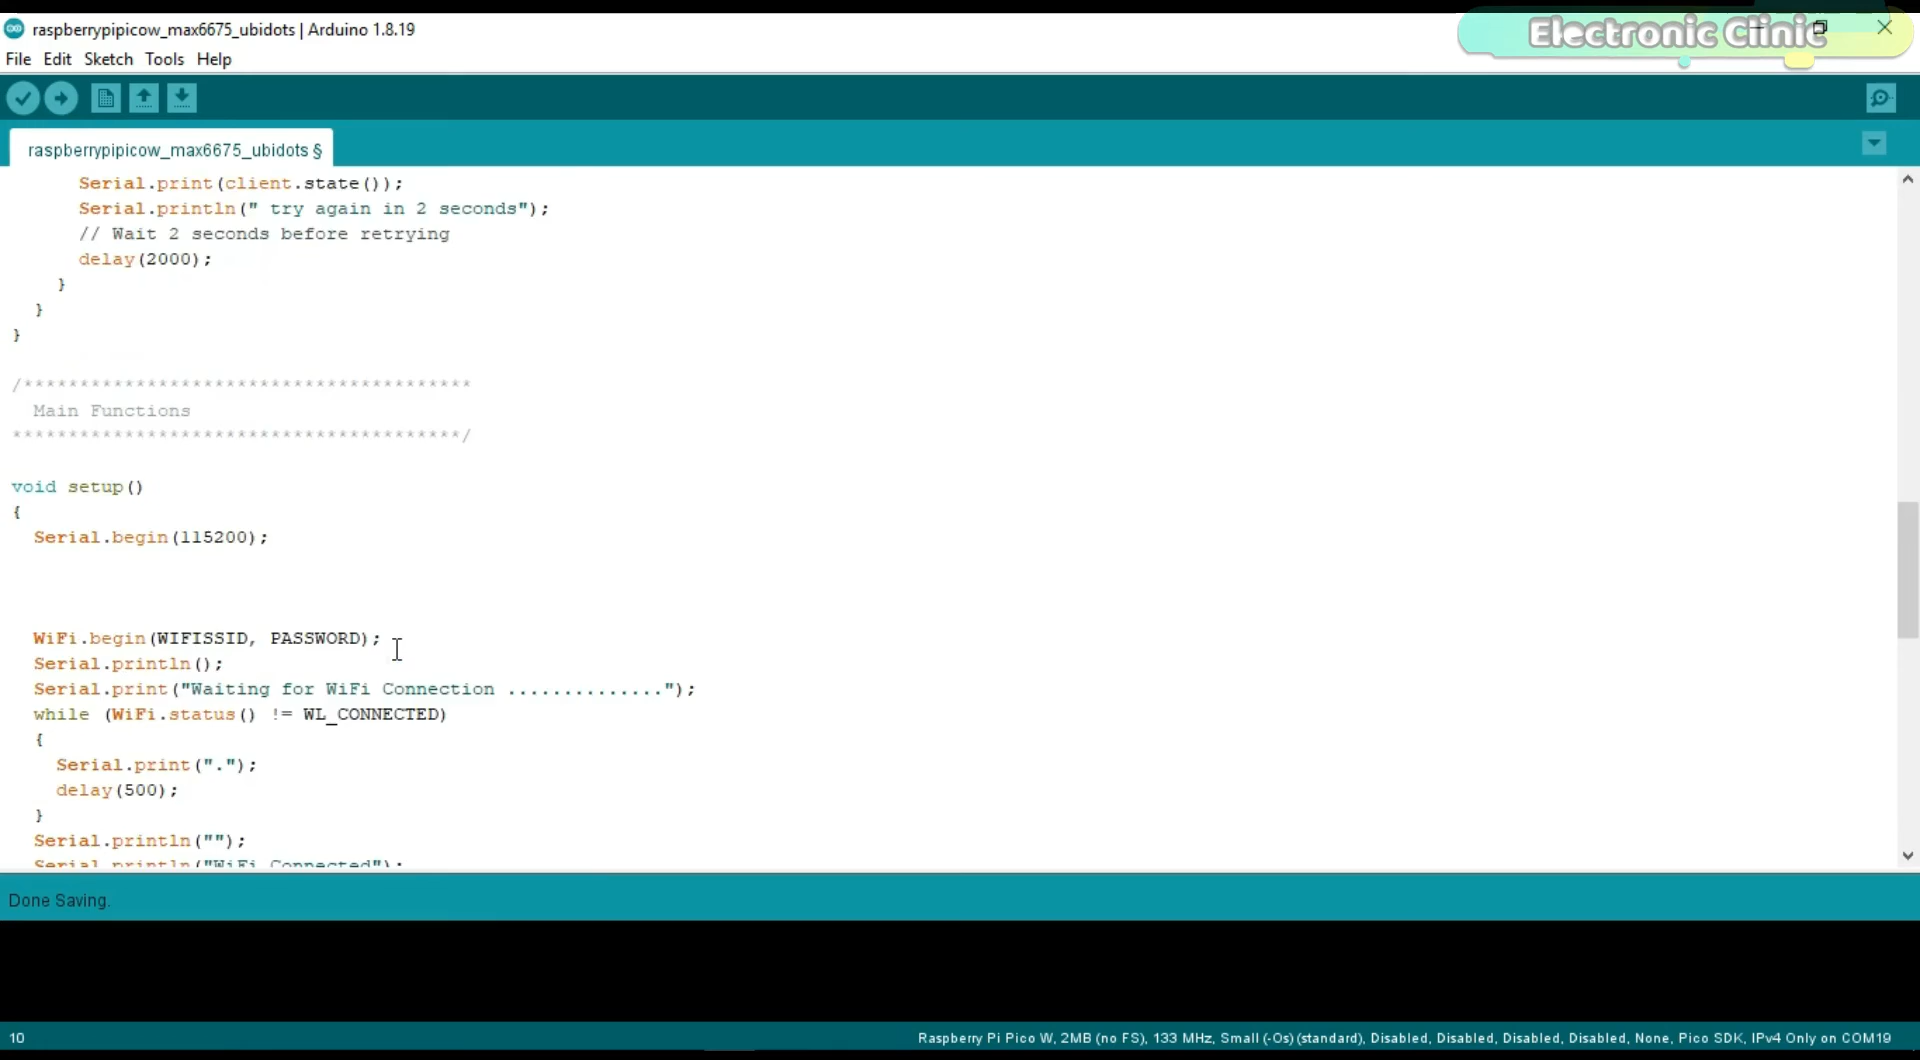 raspberrypipicow_max6675_ubidots | Arduino 1.8.19
Electronic Clinic
File Edit Sketch Tools Help
raspberrypipicow_max6675_ubidots §
Serial.print(client.state());
Serial.println(" try again in 2 seconds");
// Wait 2 seconds before retrying
delay(2000);
}
}
}
/****************************************
Main Functions
****************************************/
void setup()
{
Serial.begin(115200);
WiFi.begin(WIFISSID, PASSWORD);
Serial.println();
Serial.print("Waiting for WiFi Connection ..............");
while (WiFi.status() != WL_CONNECTED)
{
Serial.print(".");
delay(500);
}
Serial.println("");
Serial.println("WiFi Connected");
Done Saving.
10
Raspberry Pi Pico W, 2MB (no FS), 133 MHz, Small (-Os) (standard), Disabled, Disabled, Disabled, Disabled, None, Pico SDK, IPv4 Only on COM19